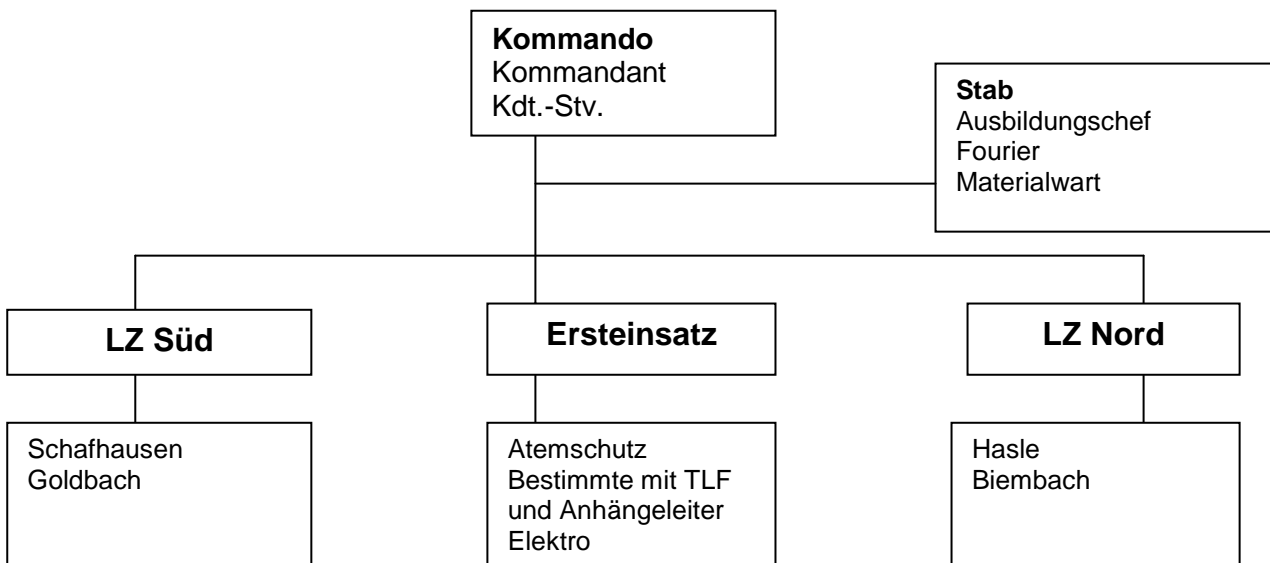 Kommando
Kommandant
Kdt.-Stv.
Stab
Ausbildungschef
Fourier
Materialwart
LZ Süd
Ersteinsatz
LZ Nord
Schafhausen
Goldbach
Atemschutz
Bestimmte mit TLF
und Anhängeleiter
Elektro
Hasle
Biembach